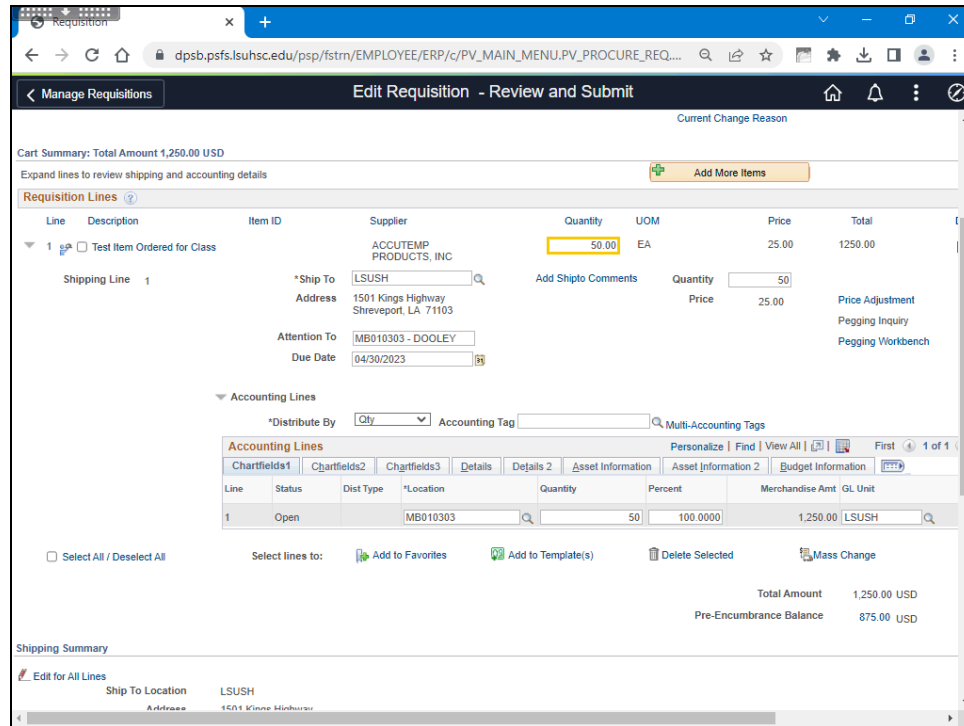 Requisition
dpsb.psfs.lsuhsc.edu/psp/fstrn/EMPLOYEE/ERP/c/PV_MAIN_MENU.PV_PROCURE_REQ....
Manage Requisitions
Edit Requisition - Review and Submit
Current Change Reason
Cart Summary: Total Amount 1,250.00 USD
Expand lines to review shipping and accounting details
Add More Items
Requisition Lines ?
Line Description Item ID Supplier Quantity UOM Price Total
1 Test Item Ordered for Class ACCUTEMP PRODUCTS, INC 50.00 EA 25.00 1250.00
Shipping Line 1 *Ship To LSUSH Add Shipto Comments Quantity 50
Address 1501 Kings Highway Price 25.00 Price Adjustment
Shreveport, LA 71103
Pegging Inquiry
Attention To MB010303 - DOOLEY Pegging Workbench
Due Date 04/30/2023 31
Accounting Lines
*Distribute By Qty Accounting Tag Multi-Accounting Tags
Accounting Lines Personalize | Find | View All | First 1 of 1
Chartfields1 Chartfields2 Chartfields3 Details Details 2 Asset Information Asset Information 2 Budget Information
Line Status Dist Type *Location Quantity Percent Merchandise Amt GL Unit
1 Open MB010303 50 100.0000 1,250.00 LSUSH
Select All / Deselect All Select lines to: Add to Favorites Add to Template(s) Delete Selected Mass Change
Total Amount 1,250.00 USD
Pre-Encumbrance Balance 875.00 USD
Shipping Summary
Edit for All Lines
Ship To Location LSUSH
Address 1501 Kings Highway